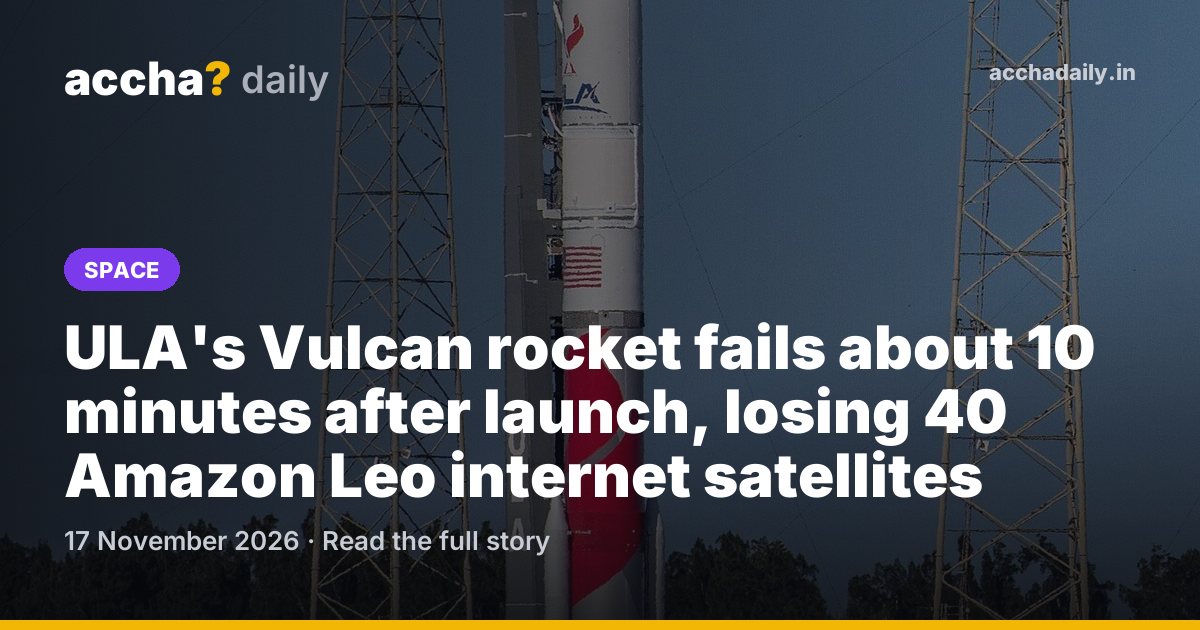 accha? daily
acchadaily.in
ULA
SPACE
ULA's Vulcan rocket fails about 10
minutes after launch, losing 40
Amazon Leo internet satellites
17 November 2026 · Read the full story